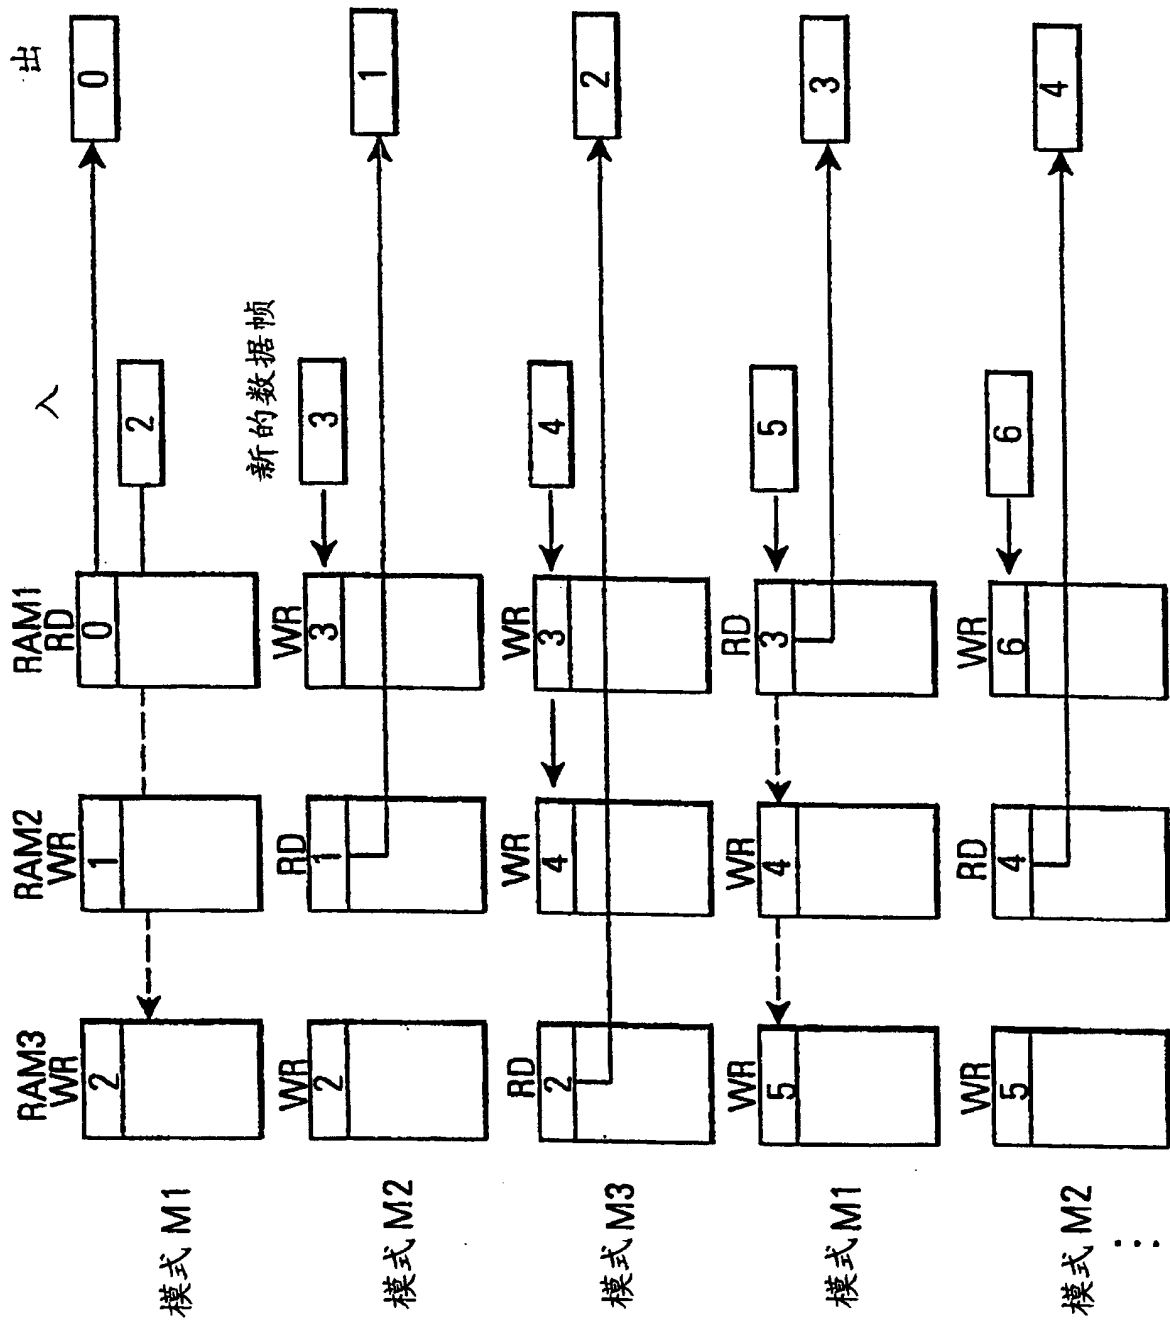 RAM3 RAM2 RAM1 入 出
WR WR RD
2 1 0 0
2
模式 M1
新的数据帧
WR RD WR
2 1 3 3
1
模式 M2
RD WR WR
2 4 3 4
2
模式 M3
WR WR RD
5 4 3 5
3
模式 M1
WR RD WR
5 4 6 6
4
模式 M2
...